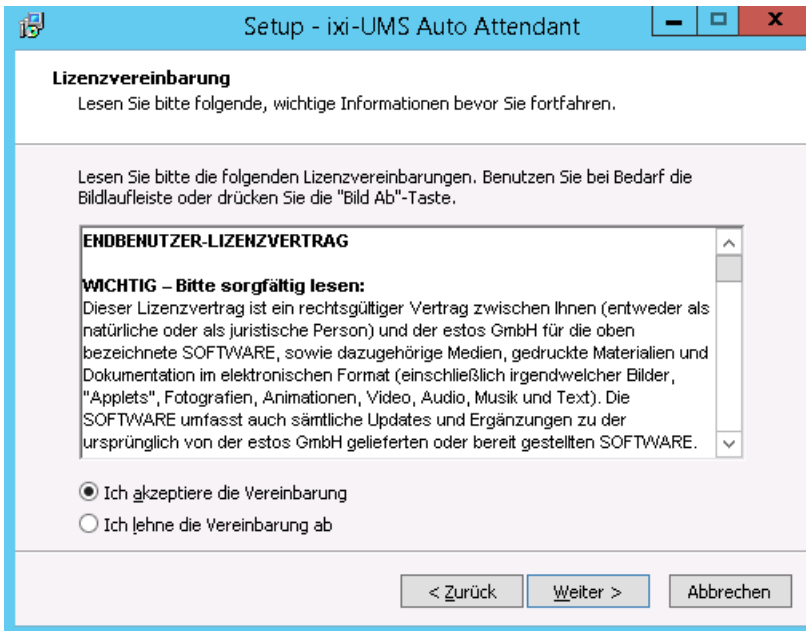 Setup - ixi-UMS Auto Attendant
Lizenzvereinbarung
Lesen Sie bitte folgende, wichtige Informationen bevor Sie fortfahren.
Lesen Sie bitte die folgenden Lizenzvereinbarungen. Benutzen Sie bei Bedarf die
Bildlaufleiste oder drücken Sie die "Bild Ab"-Taste.
ENDBENUTZER-LIZENZVERTRAG
WICHTIG – Bitte sorgfältig lesen:
Dieser Lizenzvertrag ist ein rechtsgültiger Vertrag zwischen Ihnen (entweder als
natürliche oder als juristische Person) und der estos GmbH für die oben
bezeichnete SOFTWARE, sowie dazugehörige Medien, gedruckte Materialien und
Dokumentation im elektronischen Format (einschließlich irgendwelcher Bilder,
"Applets", Fotografien, Animationen, Video, Audio, Musik und Text). Die
SOFTWARE umfasst auch sämtliche Updates und Ergänzungen zu der
ursprünglich von der estos GmbH gelieferten oder bereit gestellten SOFTWARE.
Ich akzeptiere die Vereinbarung
Ich lehne die Vereinbarung ab
< Zurück Weiter > Abbrechen